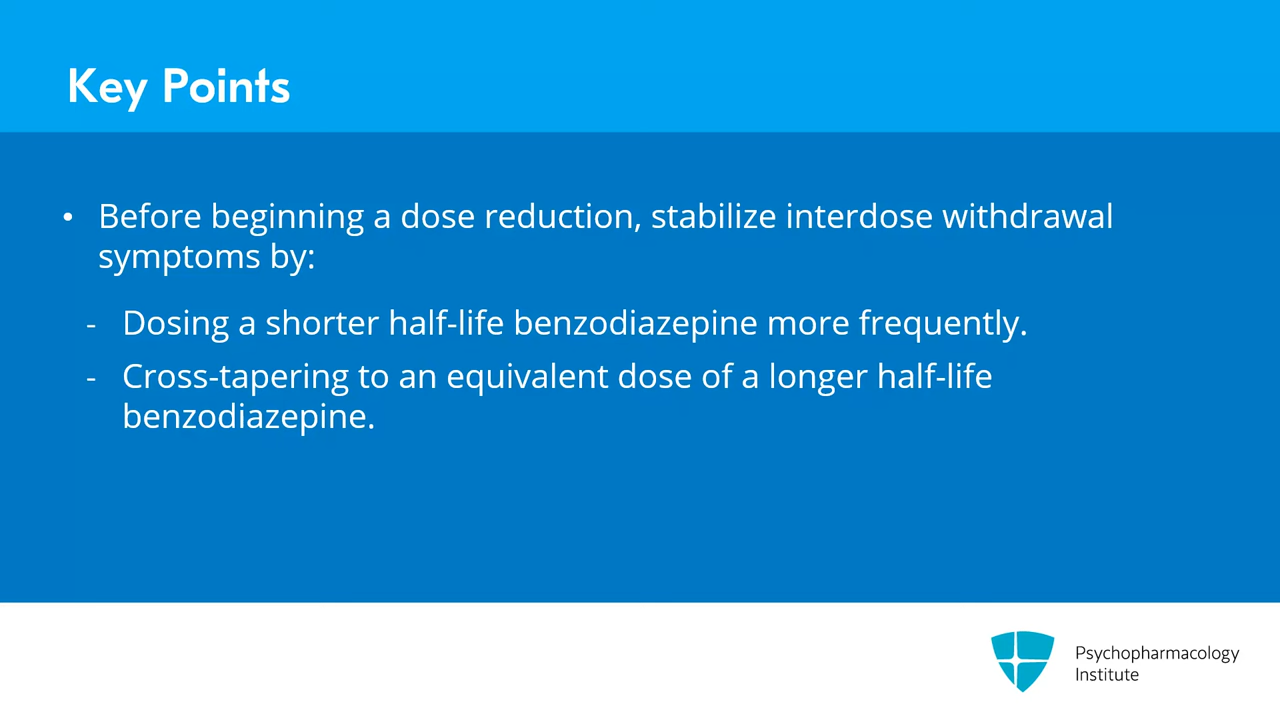 Key Points
• Before beginning a dose reduction, stabilize interdose withdrawal
symptoms by:
- Dosing a shorter half-life benzodiazepine more frequently.
- Cross-tapering to an equivalent dose of a longer half-life
benzodiazepine.
Psychopharmacology
Institute